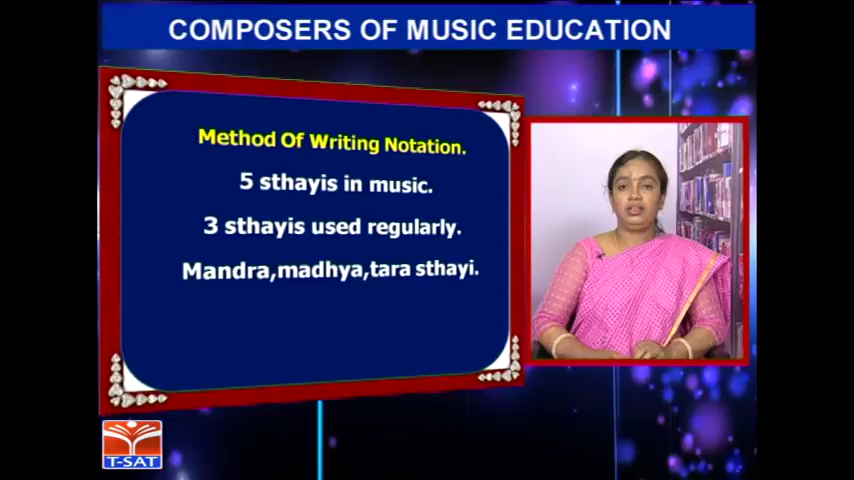 COMPOSERS OF MUSIC EDUCATION
Method Of Writing Notation.
5 sthayis in music.
3 sthayis used regularly.
Mandra,madhya,tara sthayi.
T-SAT